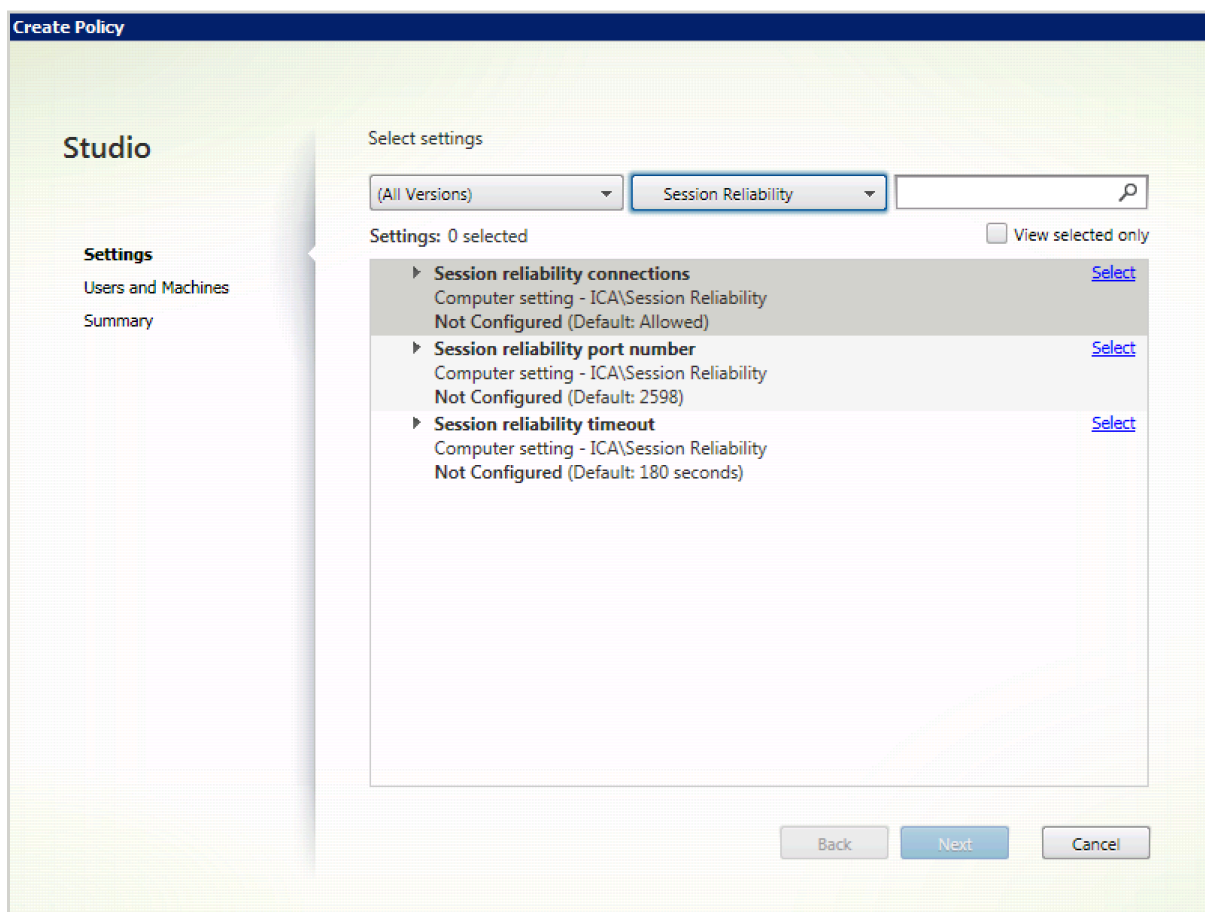 Create Policy
Studio
Settings
Users and Machines
Summary
Select settings
(All Versions)
Session Reliability
Settings: 0 selected
View selected only
Session reliability connections
Select
Computer setting - ICA\Session Reliability
Not Configured (Default: Allowed)
Session reliability port number
Select
Computer setting - ICA\Session Reliability
Not Configured (Default: 2598)
Session reliability timeout
Select
Computer setting - ICA\Session Reliability
Not Configured (Default: 180 seconds)
Back
Next
Cancel